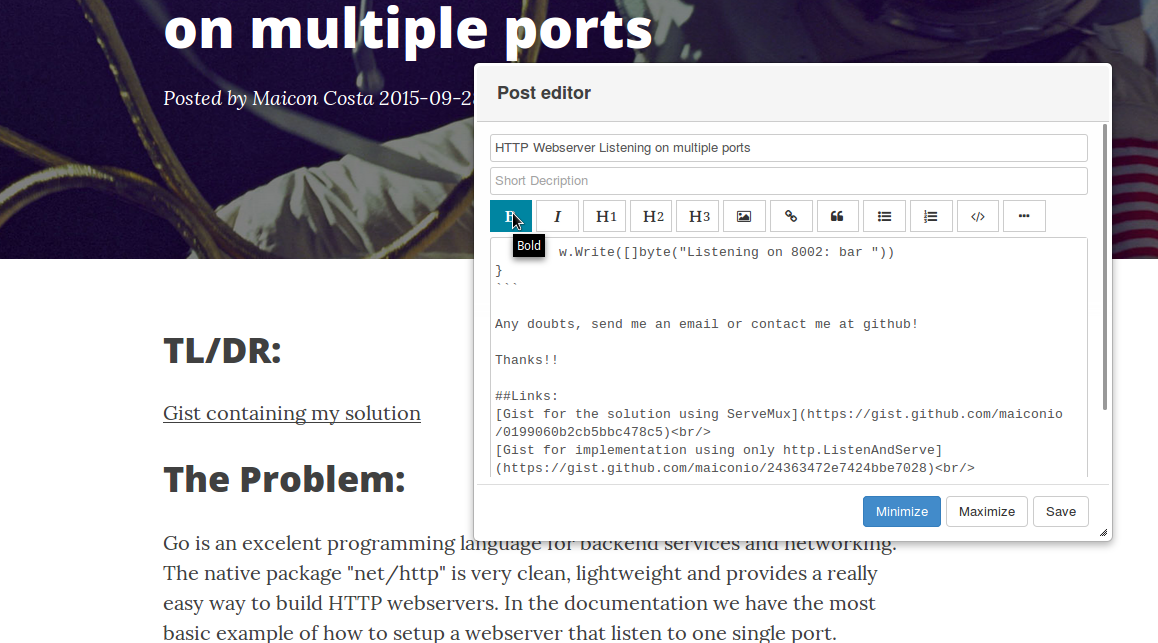 on multiple ports
Posted by Maicon Costa 2015-09-2
Post editor
HTTP Webserver Listening on multiple ports
Short Decription
B I H1 H2 H3 </> ...
Bold
w.Write([]byte("Listening on 8002: bar "))
}
```
Any doubts, send me an email or contact me at github!
Thanks!!
##Links:
[Gist for the solution using ServeMux](https://gist.github.com/maiconio
/0199060b2cb5bbc478c5)<br/>
[Gist for implementation using only http.ListenAndServe]
(https://gist.github.com/maiconio/24363472e7424bbe7028)<br/>
Minimize Maximize Save
TL/DR:
Gist containing my solution
The Problem:
Go is an excelent programming language for backend services and networking.
The native package "net/http" is very clean, lightweight and provides a really
easy way to build HTTP webservers. In the documentation we have the most
basic example of how to setup a webserver that listen to one single port.